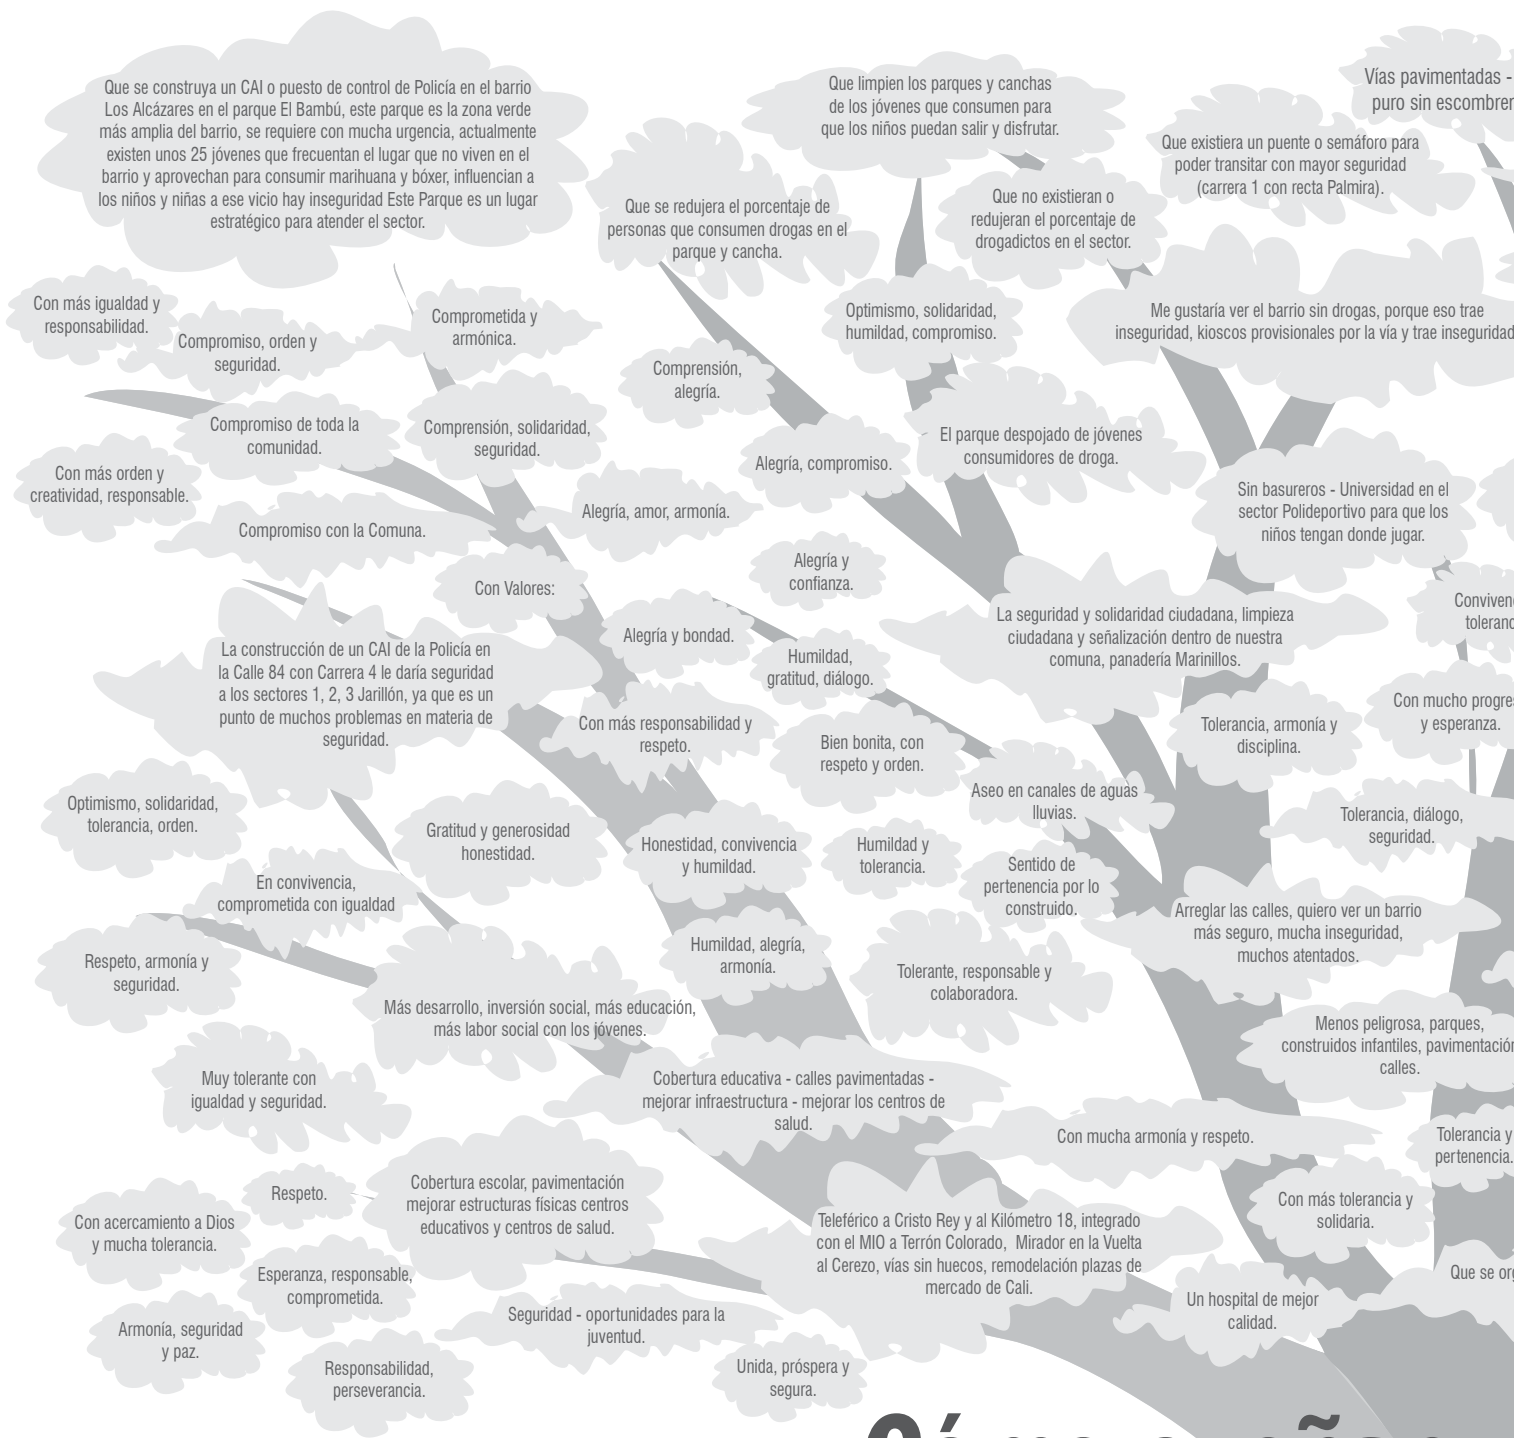 Que se construya un CAI o puesto de control de Policía en el barrio
Los Alcázares en el parque El Bambú, este parque es la zona verde
más amplia del barrio, se requiere con mucha urgencia, actualmente
existen unos 25 jóvenes que frecuentan el lugar que no viven en el
barrio y aprovechan para consumir marihuana y bóxer, influencian a
los niños y niñas a ese vicio hay inseguridad Este Parque es un lugar
estratégico para atender el sector.
Que limpien los parques y canchas
de los jóvenes que consumen para
que los niños puedan salir y disfrutar.
Vías pavimentadas -
puro sin escombrer
Que existiera un puente o semáforo para
poder transitar con mayor seguridad
(carrera 1 con recta Palmira).
Que se redujera el porcentaje de
personas que consumen drogas en el
parque y cancha.
Que no existieran o
redujeran el porcentaje de
drogadictos en el sector.
Con más igualdad y
responsabilidad.
Compromiso, orden y
seguridad.
Comprometida y
armónica.
Optimismo, solidaridad,
humildad, compromiso.
Me gustaría ver el barrio sin drogas, porque eso trae
inseguridad, kioscos provisionales por la vía y trae inseguridad
Comprensión,
alegría.
Compromiso de toda la
comunidad.
Comprensión, solidaridad,
seguridad.
Alegría, compromiso.
El parque despojado de jóvenes
consumidores de droga.
Con más orden y
creatividad, responsable.
Compromiso con la Comuna.
Alegría, amor, armonía.
Sin basureros - Universidad en el
sector Polideportivo para que los
niños tengan donde jugar.
Con Valores:
Alegría y
confianza.
La seguridad y solidaridad ciudadana, limpieza
ciudadana y señalización dentro de nuestra
comuna, panadería Marinillos.
Conviven
toleranc
La construcción de un CAI de la Policía en
la Calle 84 con Carrera 4 le daría seguridad
a los sectores 1, 2, 3 Jarillón, ya que es un
punto de muchos problemas en materia de
seguridad.
Alegría y bondad.
Humildad,
gratitud, diálogo.
Con más responsabilidad y
respeto.
Bien bonita, con
respeto y orden.
Tolerancia, armonía y
disciplina.
Con mucho progres
y esperanza.
Optimismo, solidaridad,
tolerancia, orden.
Gratitud y generosidad
honestidad.
Honestidad, convivencia
y humildad.
Humildad y
tolerancia.
Aseo en canales de aguas
lluvias.
Tolerancia, diálogo,
seguridad.
Sentido de
pertenencia por lo
construido.
En convivencia,
comprometida con igualdad
Arreglar las calles, quiero ver un barrio
más seguro, mucha inseguridad,
muchos atentados.
Respeto, armonía y
seguridad.
Humildad, alegría,
armonía.
Tolerante, responsable y
colaboradora.
Más desarrollo, inversión social, más educación,
más labor social con los jóvenes.
Menos peligrosa, parques,
construidos infantiles, pavimentación
calles.
Muy tolerante con
igualdad y seguridad.
Cobertura educativa - calles pavimentadas -
mejorar infraestructura - mejorar los centros de
salud.
Con mucha armonía y respeto.
Tolerancia y
pertenencia.
Respeto.
Cobertura escolar, pavimentación
mejorar estructuras físicas centros
educativos y centros de salud.
Con más tolerancia y
solidaria.
Con acercamiento a Dios
y mucha tolerancia.
Teleférico a Cristo Rey y al Kilómetro 18, integrado
con el MIO a Terrón Colorado, Mirador en la Vuelta
al Cerezo, vías sin huecos, remodelación plazas de
mercado de Cali.
Que se org
Esperanza, responsable,
comprometida.
Un hospital de mejor
calidad.
Armonía, seguridad
y paz.
Seguridad - oportunidades para la
juventud.
Responsabilidad,
perseverancia.
Unida, próspera y
segura.